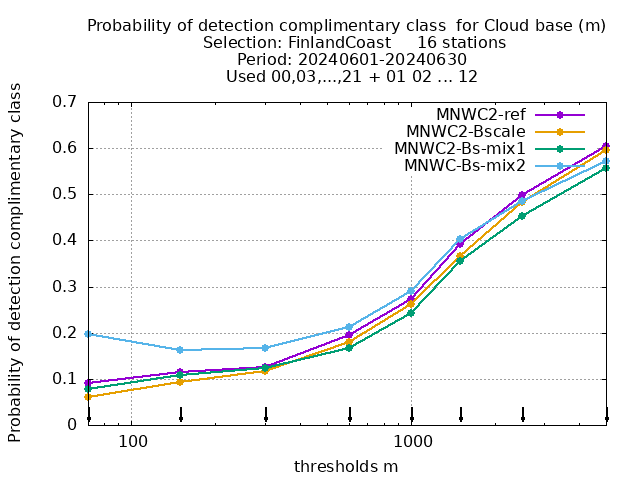 Probability of detection complimentary class  for Cloud base (m)
Selection: FinlandCoast     16 stations
Period: 20240601-20240630
Used 00,03,...,21 + 01 02 ... 12
Probability of detection complimentary class
0.7
0.6
0.5
0.4
0.3
0.2
0.1
0
MNWC2-ref
MNWC2-Bscale
MNWC2-Bs-mix1
MNWC-Bs-mix2
100
1000
thresholds m